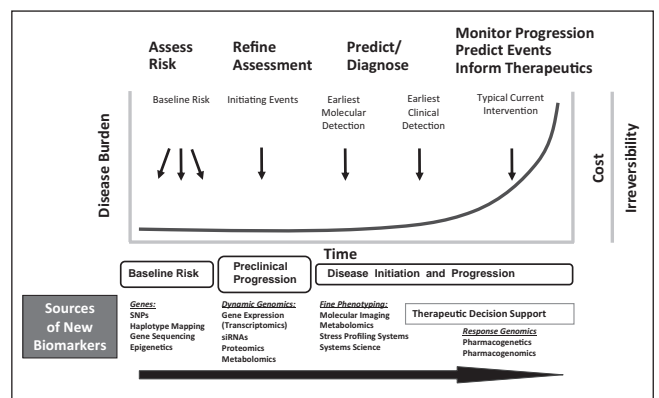 Assess
Risk
Refine
Assessment
Predict/
Diagnose
Monitor Progression
Predict Events
Inform Therapeutics
Baseline Risk
Initiating Events
Earliest
Molecular
Detection
Earliest
Clinical
Detection
Typical Current
Intervention
Disease Burden
Cost
Irreversibility
Time
Baseline Risk
Preclinical
Progression
Disease Initiation and Progression
Sources
of New
Biomarkers
Genes:
SNPs
Haplotype Mapping
Gene Sequencing
Epigenetics
Dynamic Genomics:
Gene Expression
(Transcriptomics)
siRNAs
Proteomics
Metabolomics
Fine Phenotyping:
Molecular Imaging
Metabolomics
Stress Profiling Systems
Systems Science
Therapeutic Decision Support
Response Genomics
Pharmacogenetics
Pharmacogenomics